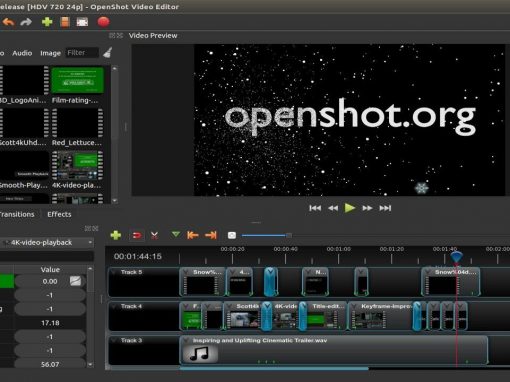 elease [HDV 720 24p] - OpenShot Video Editor
Video Preview
Audio
Image
Filter
3D_LogoAni...
Film-rating-...
Scott4kUhd...
Red_Lettuce...
Smooth-Play...
4K-video-pla...
openshot.org
Transitions
Effects
4K-video-playback
Value
0.00
-1
-1
17.18
-1
-1
56.07
00:01:44:15
00:00:20
00:00:40
00:01:00
00:01:20
00:01:40
00:02:00
Track 5
Snow%
4...
N...
Snow%04d...
Track 4
F...
Scott4k
4K-vid
Title-edit
Keyframe-Improv
Track 3
Inspiring and Uplifting Cinematic Trailer.wav